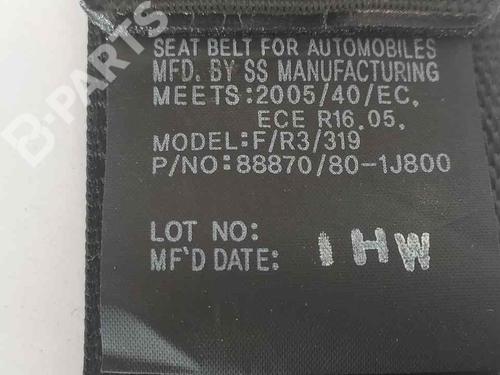 B-PARTS
SEAT BELT FOR AUTOMOBILES
MFD. BY SS MANUFACTURING
MEETS:2005/40/EC,
ECE R16.05.
MODEL:F/R3/319
P/NO:88870/80-1J800
LOT NO:
MF'D DATE: 1HW